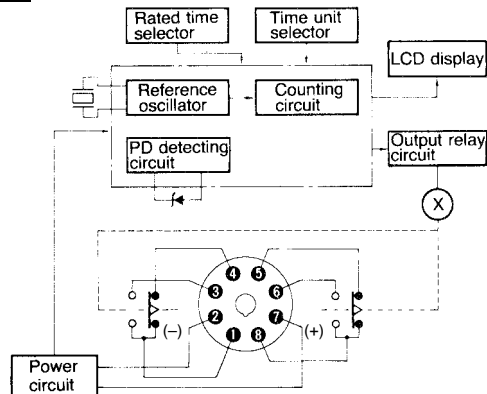 Rated time
selector
Time unit
selector
LCD display
Reference
oscillator
Counting
circuit
PD detecting
circuit
Output relay
circuit
X
4 5
3 6
2 7
(−) (+)
1 8
Power
circuit